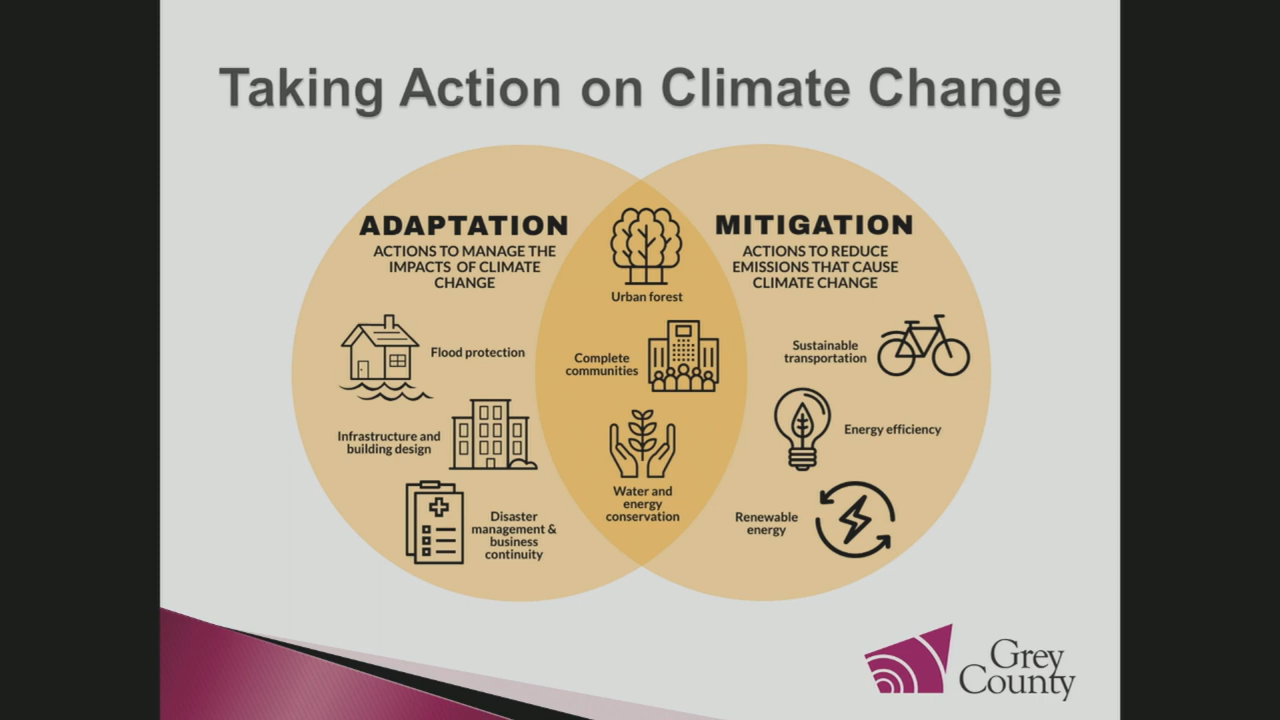 Taking Action on Climate Change
ADAPTATION
ACTIONS TO MANAGE THE
IMPACTS OF CLIMATE
CHANGE
Flood protection
Infrastructure and
building design
Disaster
management &
business
continuity
Urban forest
Complete
communities
Water and
energy
conservation
MITIGATION
ACTIONS TO REDUCE
EMISSIONS THAT CAUSE
CLIMATE CHANGE
Sustainable
transportation
Energy efficiency
Renewable
energy
Grey
County